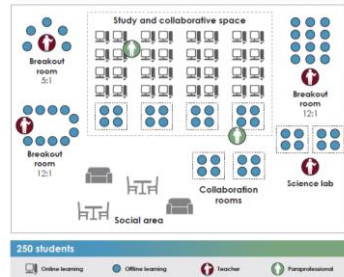 Study and collaborative space
Breakout
room
5:1
Breakout
room
12:1
Breakout
room
12:1
Science lab
Collaboration
rooms
Social area
250 students
Online learning
Offline learning
Teacher
Paraprofessional